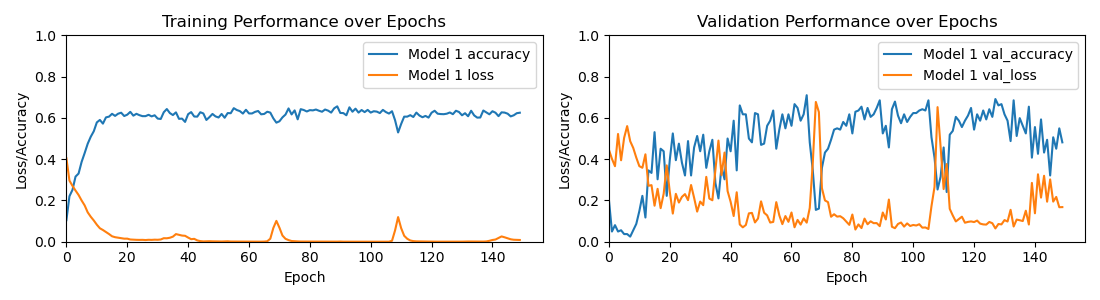 Training Performance over Epochs
1.0
0.8
0.6
0.4
0.2
0.0
0 20 40 60 80 100 120 140
Loss/Accuracy
Epoch
Model 1 accuracy
Model 1 loss
Validation Performance over Epochs
1.0
0.8
0.6
0.4
0.2
0.0
0 20 40 60 80 100 120 140
Loss/Accuracy
Epoch
Model 1 val_accuracy
Model 1 val_loss